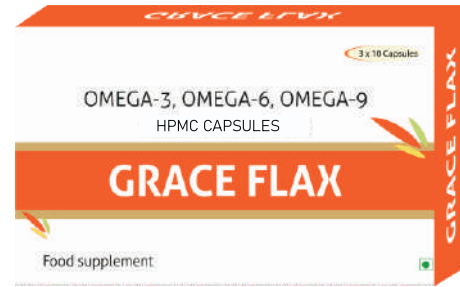 GRACE FLAX
3 x 10 Capsules
OMEGA-3, OMEGA-6, OMEGA-9
HPMC CAPSULES
GRACE FLAX
Food supplement
GRACE FLAX